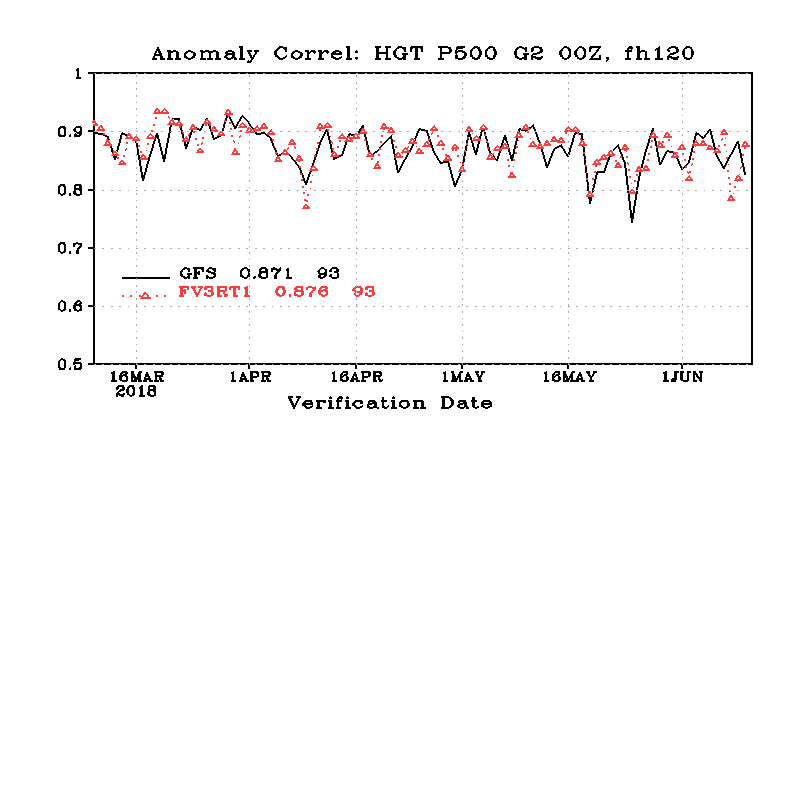 Anomaly Correl: HGT P500 G2 00Z, fh120
1
0.9
0.8
0.7
0.6
0.5
GFS 0.871 93
FV3RT1 0.876 93
16MAR 1APR 16APR 1MAY 16MAY 1JUN
2018
Verification Date